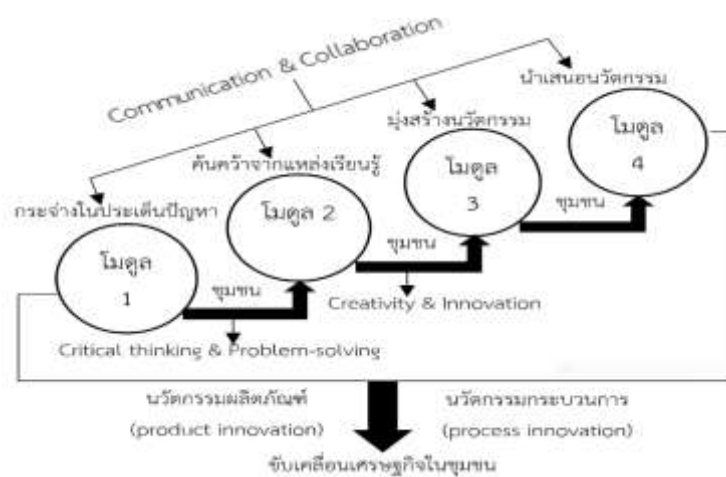 Communication & Collaboration
นำเสนอนวัตกรรม
มุ่งสร้างนวัตกรรม
ค้นคว้าจากแหล่งเรียนรู้
กระจ่างในประเด็นปัญหา
โมดูล
4
โมดูล
3
โมดูล 2
โมดูล
1
ชุมชน
ชุมชน
ชุมชน
Creativity & Innovation
Critical thinking & Problem-solving
นวัตกรรมผลิตภัณฑ์
(product innovation)
นวัตกรรมกระบวนการ
(process innovation)
ขับเคลื่อนเศรษฐกิจในชุมชน